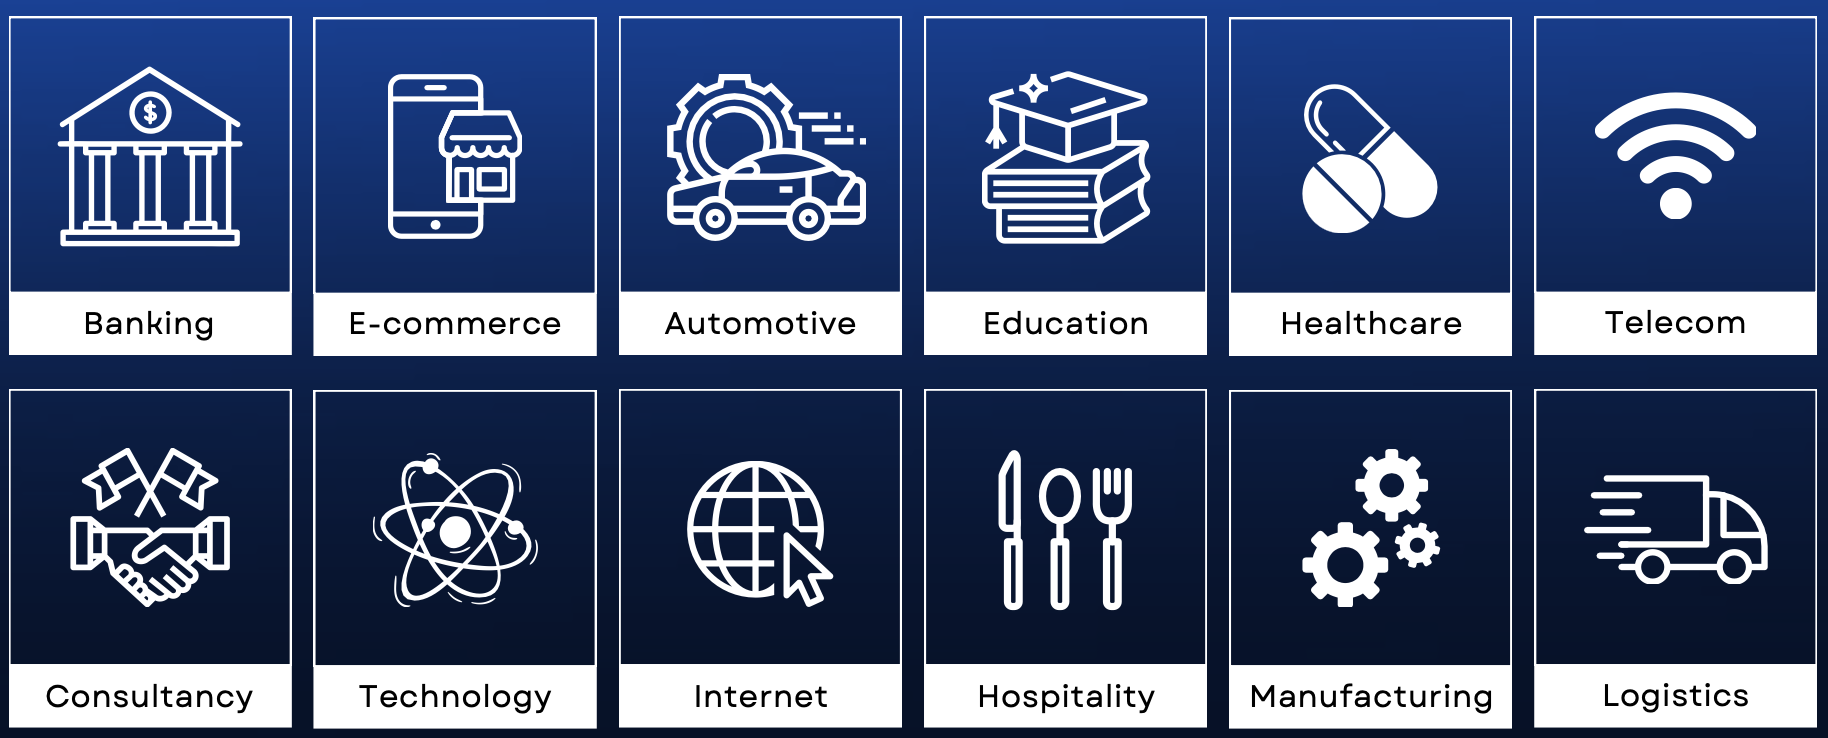 $
Banking
E-commerce
Automotive
Education
Healthcare
Telecom
Consultancy
Technology
Internet
Hospitality
Manufacturing
Logistics